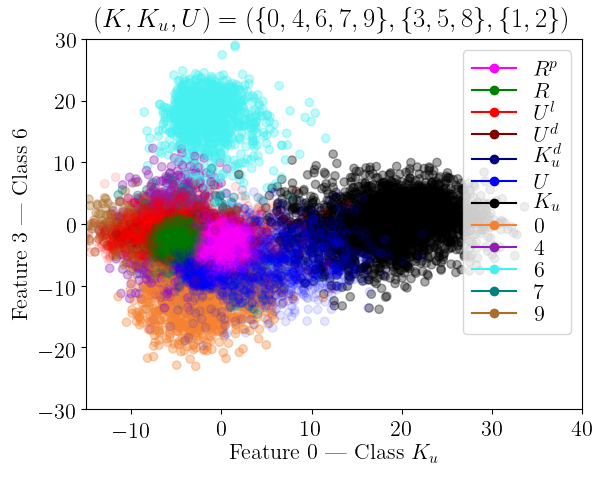 (K, K_u, U) = ({0, 4, 6, 7, 9}, {3, 5, 8}, {1, 2})
Feature 3 — Class 6
30
20
10
0
−10
−20
−30
−10
0
10
20
30
40
Feature 0 — Class K_u
R^p
R
U^l
U^d
K_u^d
U
K_u
0
4
6
7
9